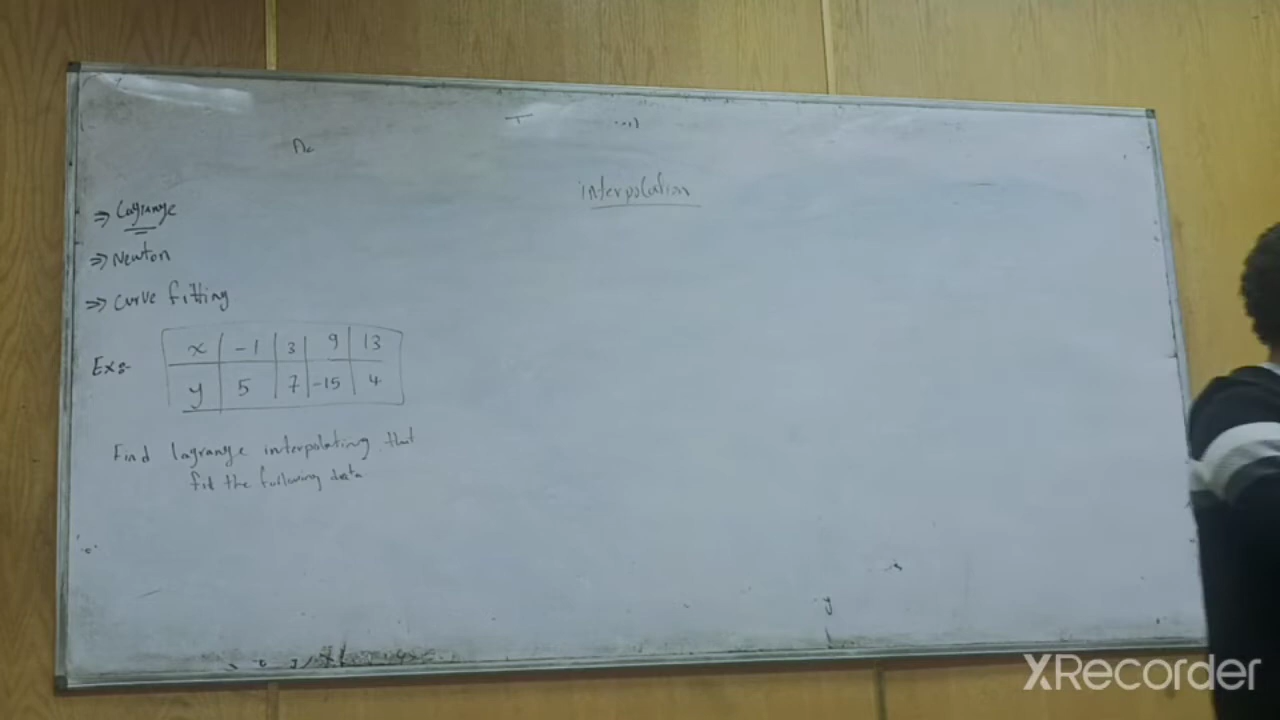 interpolation
⇒ Lagrange
⇒ Newton
⇒ Curve fitting
Ex:-
x | -1 | 3 | 9 | 13
y | 5 | 7 | -15 | 4
Find lagrange interpolating that
fit the following data
XRecorder